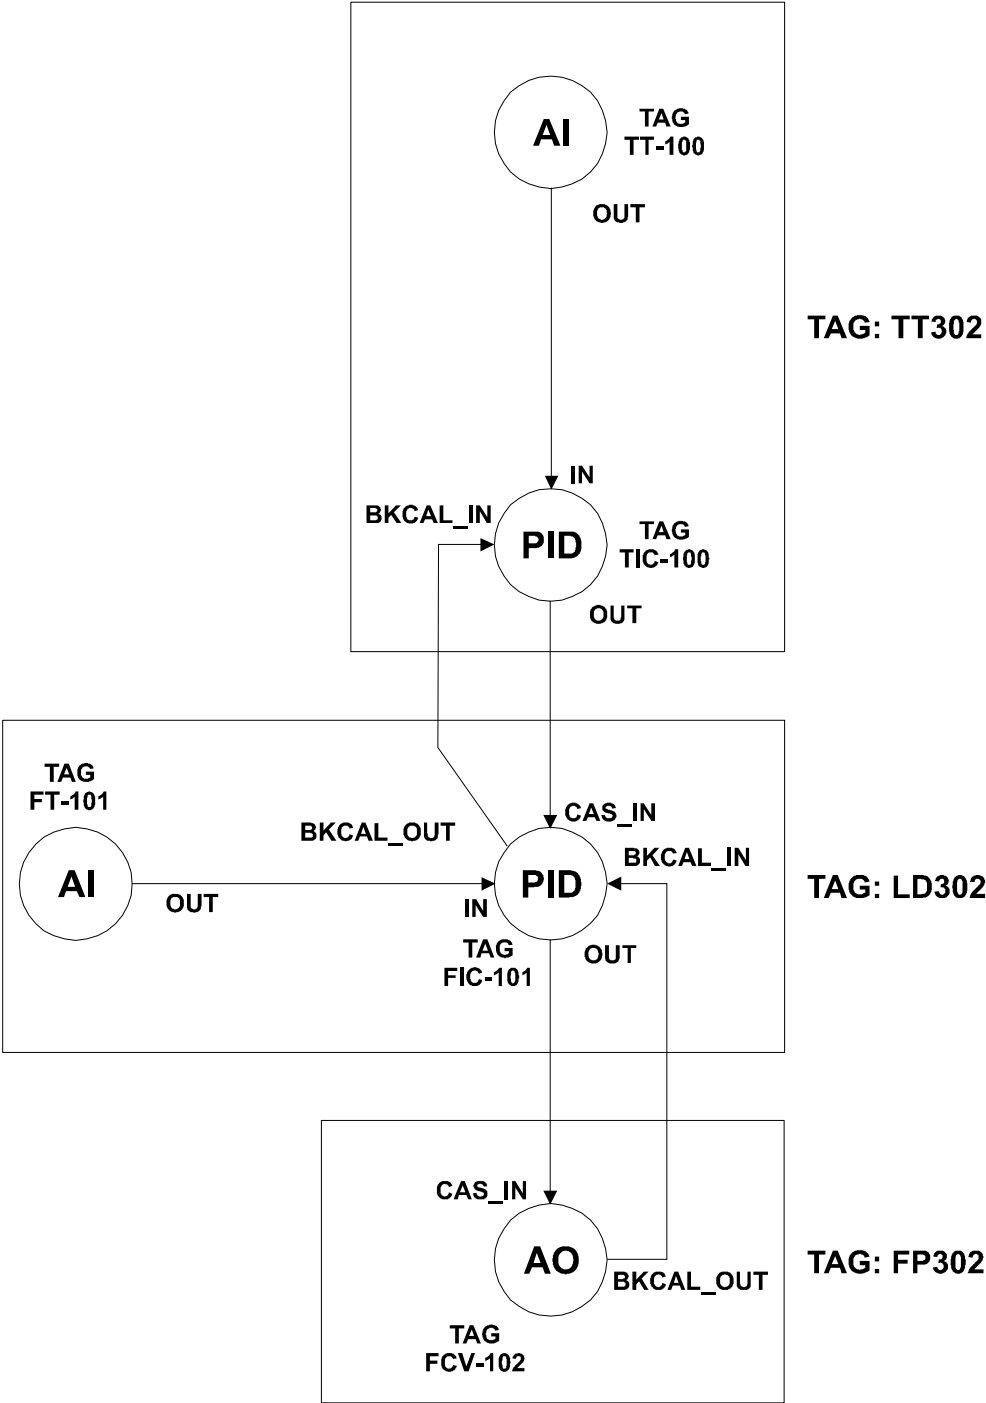 AI
TAG
TT-100
OUT
TAG: TT302
IN
BKCAL_IN
PID
TAG
TIC-100
OUT
TAG
FT-101
CAS_IN
BKCAL_OUT
BKCAL_IN
AI
PID
TAG: LD302
OUT
IN
TAG
FIC-101
OUT
CAS_IN
AO
TAG: FP302
BKCAL_OUT
TAG
FCV-102